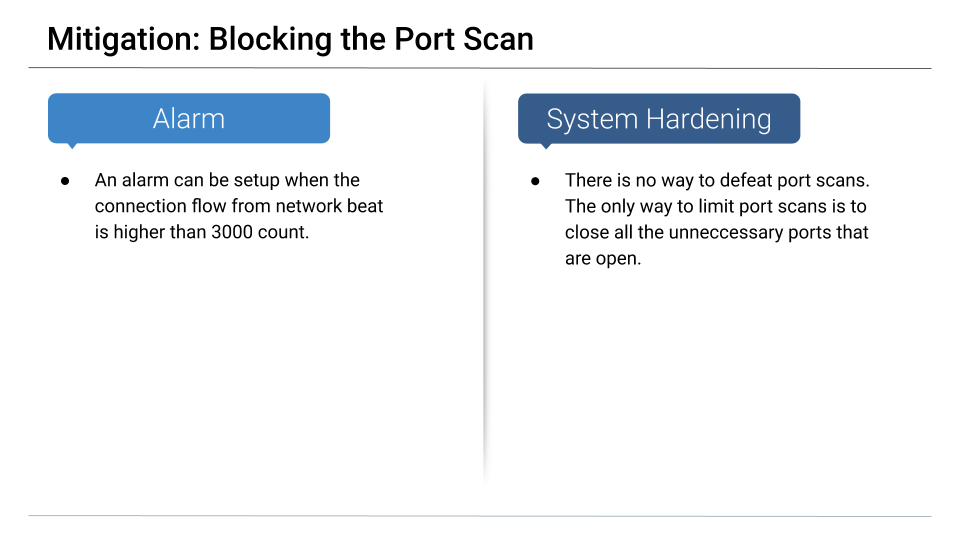 Mitigation: Blocking the Port Scan
Alarm
● An alarm can be setup when the
connection flow from network beat
is higher than 3000 count.
System Hardening
● There is no way to defeat port scans.
The only way to limit port scans is to
close all the unneccessary ports that
are open.